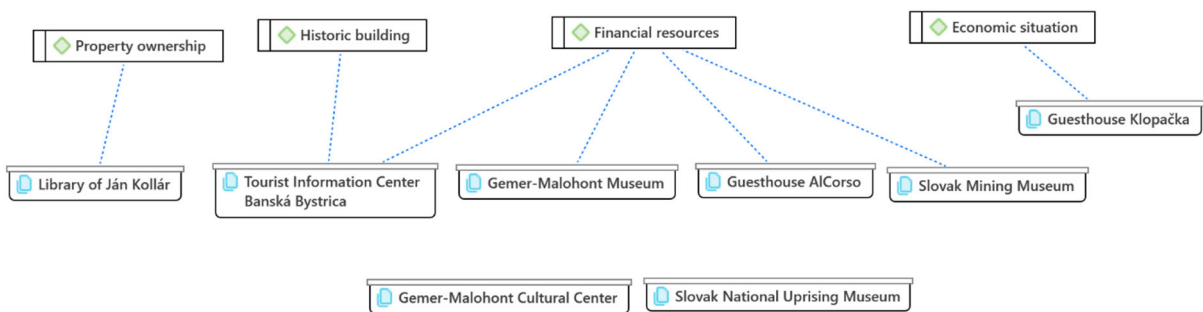 Property ownership
Historic building
Financial resources
Economic situation
Guesthouse Klopačka
Library of Ján Kollár
Tourist Information Center
Banská Bystrica
Gemer-Malohont Museum
Guesthouse AlCorso
Slovak Mining Museum
Gemer-Malohont Cultural Center
Slovak National Uprising Museum